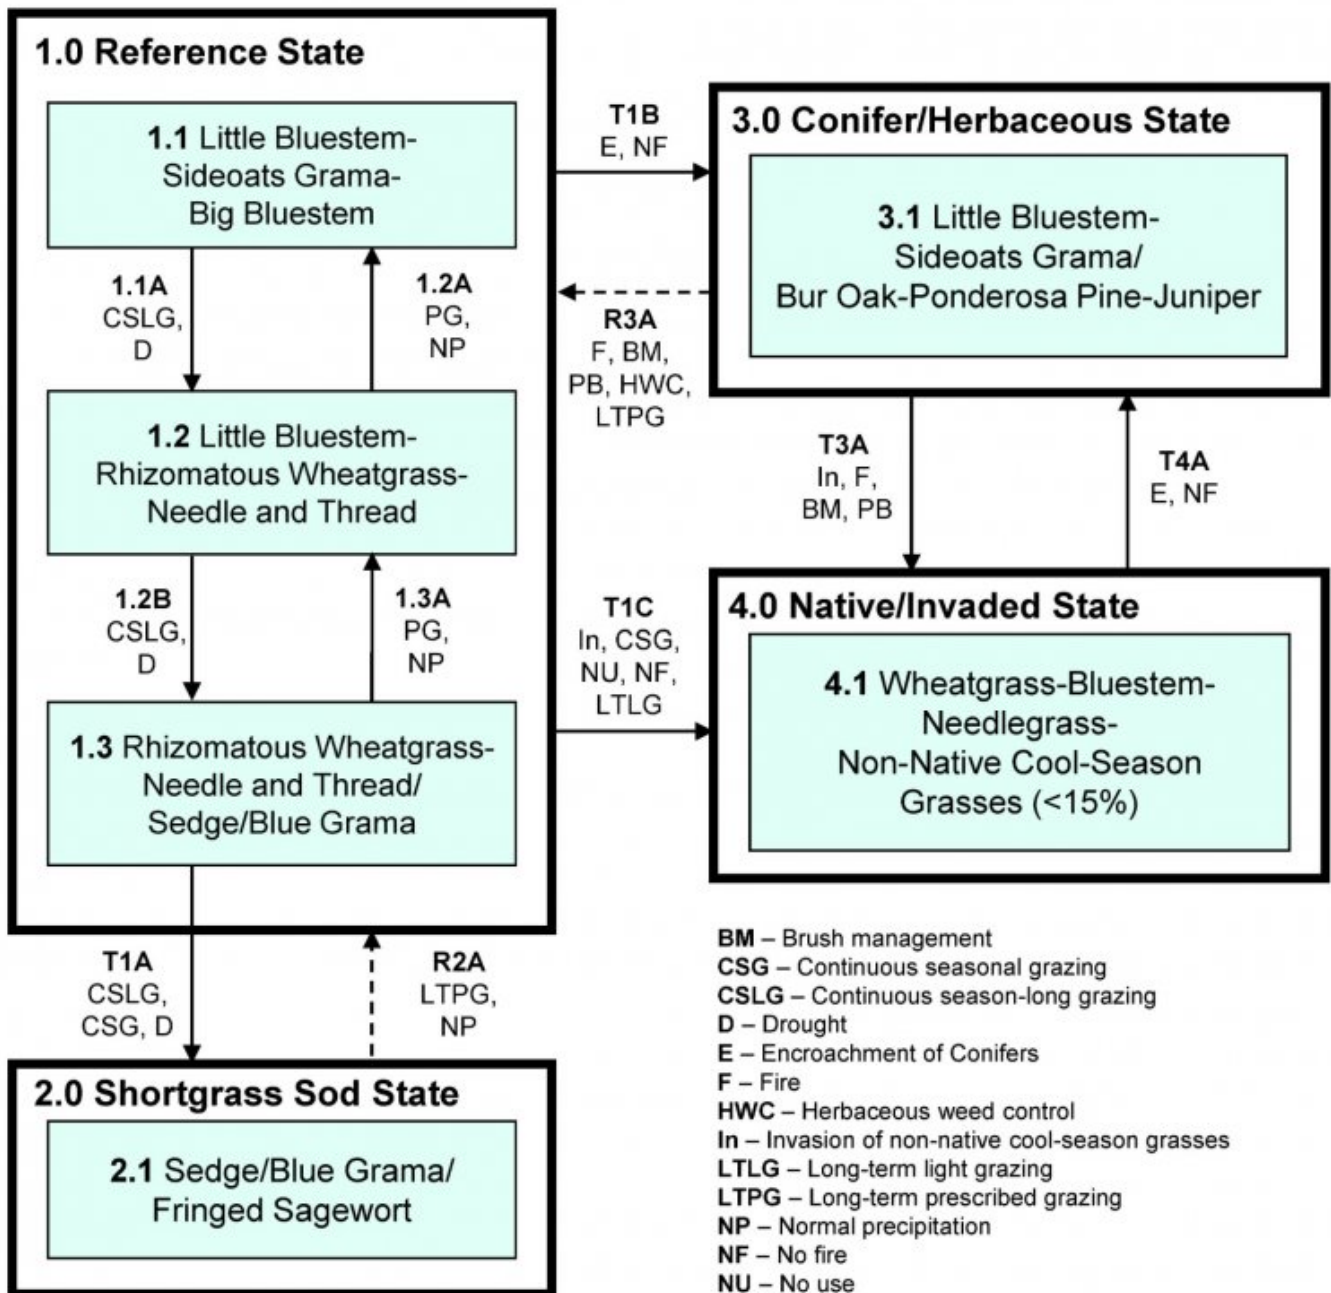 1.0 Reference State
1.1 Little Bluestem-
Sideoats Grama-
Big Bluestem
1.1A
CSLG,
D
1.2A
PG,
NP
1.2 Little Bluestem-
Rhizomatous Wheatgrass-
Needle and Thread
1.2B
CSLG,
D
1.3A
PG,
NP
1.3 Rhizomatous Wheatgrass-
Needle and Thread/
Sedge/Blue Grama
T1A
CSLG,
CSG, D
R2A
LTPG,
NP
2.0 Shortgrass Sod State
2.1 Sedge/Blue Grama/
Fringed Sagewort
T1B
E, NF
R3A
F, BM,
PB, HWC,
LTPG
T1C
In, CSG,
NU, NF,
LTLG
3.0 Conifer/Herbaceous State
3.1 Little Bluestem-
Sideoats Grama/
Bur Oak-Ponderosa Pine-Juniper
T3A
In, F,
BM, PB
T4A
E, NF
4.0 Native/Invaded State
4.1 Wheatgrass-Bluestem-
Needlegrass-
Non-Native Cool-Season
Grasses (<15%)
BM – Brush management
CSG – Continuous seasonal grazing
CSLG – Continuous season-long grazing
D – Drought
E – Encroachment of Conifers
F – Fire
HWC – Herbaceous weed control
In – Invasion of non-native cool-season grasses
LTLG – Long-term light grazing
LTPG – Long-term prescribed grazing
NP – Normal precipitation
NF – No fire
NU – No use